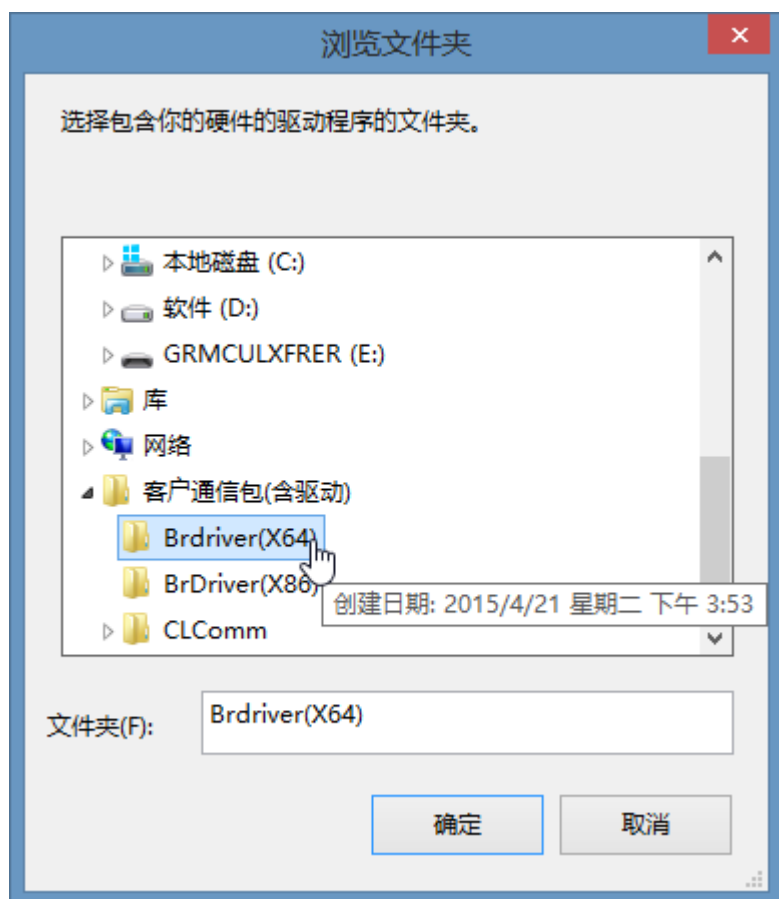 浏览文件夹
选择包含你的硬件的驱动程序的文件夹。
本地磁盘 (C:)
软件 (D:)
GRMCULXFRER (E:)
库
网络
客户通信包(含驱动)
Brdriver(X64)
BrDriver(X86)
创建日期: 2015/4/21 星期二 下午 3:53
CLComm
文件夹(F):
Brdriver(X64)
确定
取消